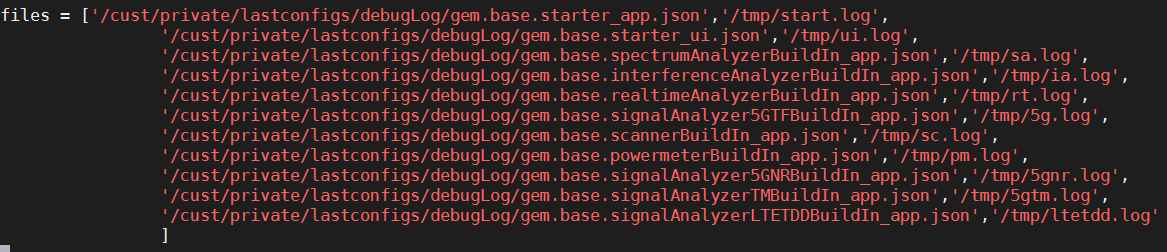 files = ['/cust/private/lastconfigs/debugLog/gem.base.starter_app.json','/tmp/start.log',
'/cust/private/lastconfigs/debugLog/gem.base.starter_ui.json','/tmp/ui.log',
'/cust/private/lastconfigs/debugLog/gem.base.spectrumAnalyzerBuildIn_app.json','/tmp/sa.log',
'/cust/private/lastconfigs/debugLog/gem.base.interferenceAnalyzerBuildIn_app.json','/tmp/ia.log',
'/cust/private/lastconfigs/debugLog/gem.base.realtimeAnalyzerBuildIn_app.json','/tmp/rt.log',
'/cust/private/lastconfigs/debugLog/gem.base.signalAnalyzer5GTFBuildIn_app.json','/tmp/5g.log',
'/cust/private/lastconfigs/debugLog/gem.base.scannerBuildIn_app.json','/tmp/sc.log',
'/cust/private/lastconfigs/debugLog/gem.base.powermeterBuildIn_app.json','/tmp/pm.log',
'/cust/private/lastconfigs/debugLog/gem.base.signalAnalyzer5GNRBuildIn_app.json','/tmp/5gnr.log',
'/cust/private/lastconfigs/debugLog/gem.base.signalAnalyzerTMBuildIn_app.json','/tmp/5gtm.log',
'/cust/private/lastconfigs/debugLog/gem.base.signalAnalyzerLTETDDBuildIn_app.json','/tmp/ltetdd.log'
]